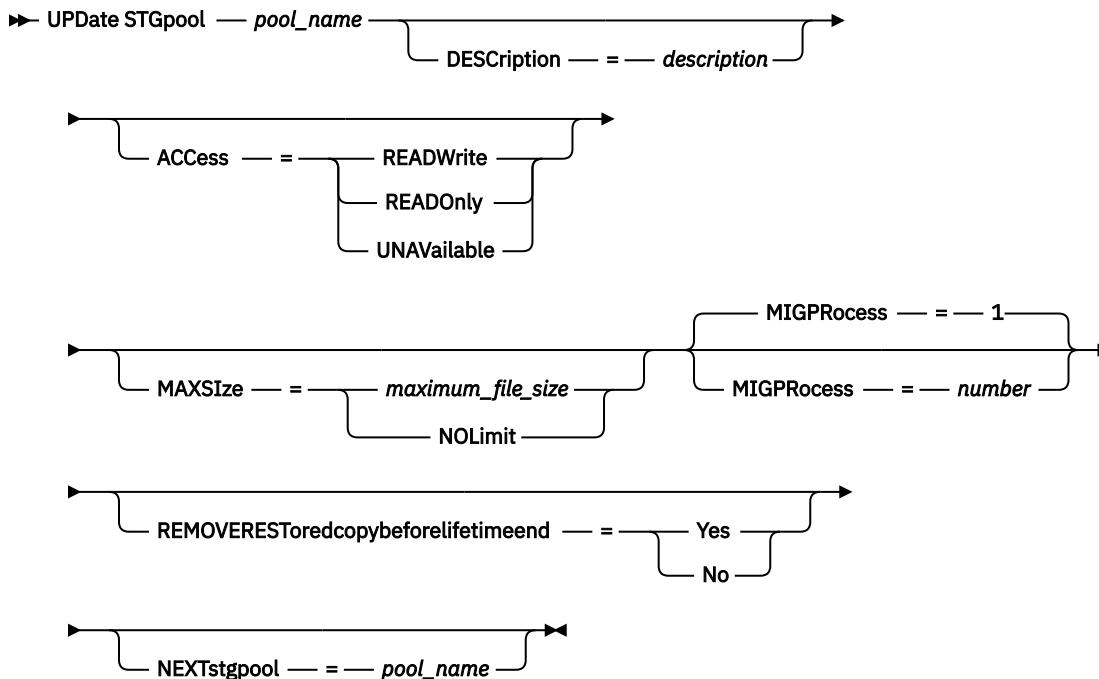 UPDate STGpool pool_name
DESCription = description
ACCess = READWrite
READOnly
UNAVailable
MIGPRocess = 1
MAXSIze = maximum_file_size
MIGPRocess = number
NOLimit
REMOVERESToredcopybeforelifetimeend = Yes
No
NEXTstgpool = pool_name